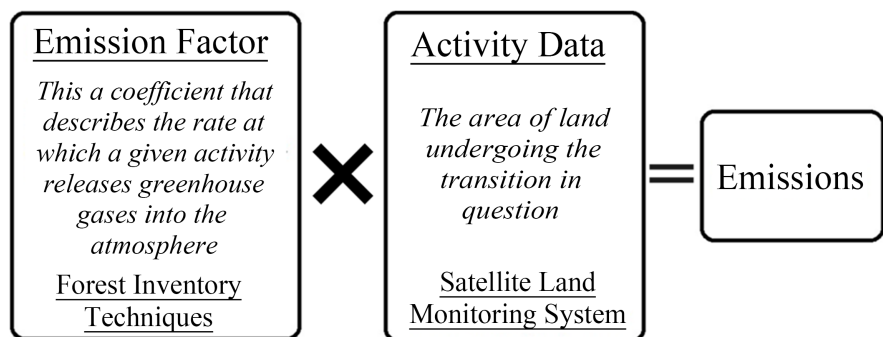 Emission Factor
This a coefficient that
describes the rate at
which a given activity
releases greenhouse
gases into the
atmosphere
Forest Inventory
Techniques
×
Activity Data
The area of land
undergoing the
transition in
question
Satellite Land
Monitoring System
=
Emissions